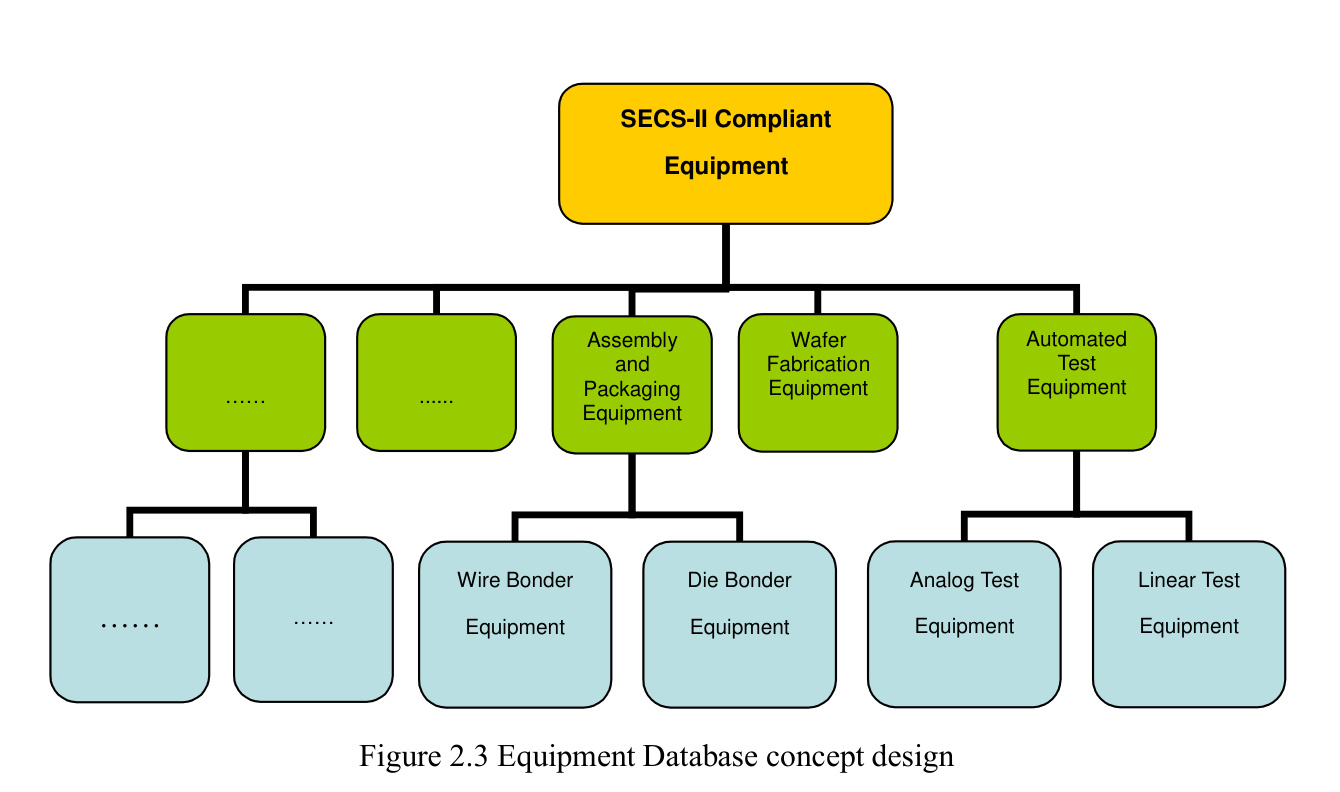 SECS-II Compliant
Equipment
......
......
Assembly
and
Packaging
Equipment
Wafer
Fabrication
Equipment
Automated
Test
Equipment
......
......
Wire Bonder
Equipment
Die Bonder
Equipment
Analog Test
Equipment
Linear Test
Equipment
Figure 2.3 Equipment Database concept design